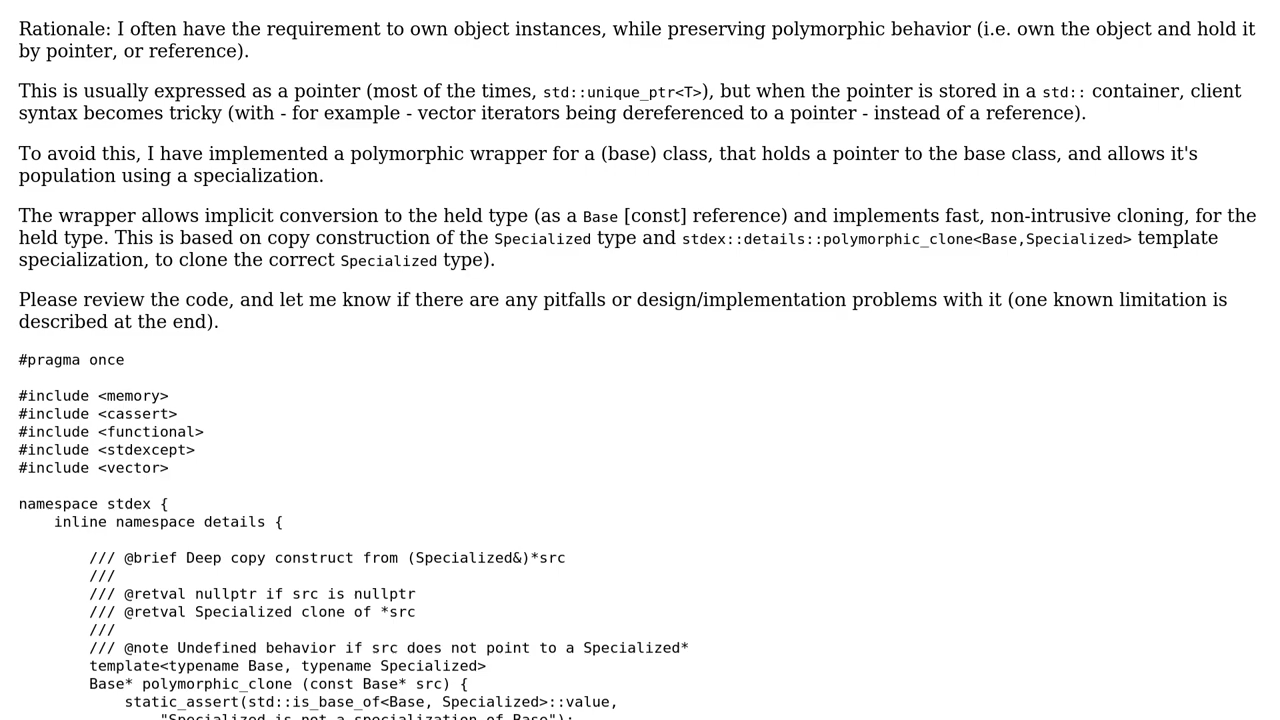 Rationale: I often have the requirement to own object instances, while preserving polymorphic behavior (i.e. own the object and hold it
by pointer, or reference).
This is usually expressed as a pointer (most of the times, std::unique_ptr<T>), but when the pointer is stored in a std:: container, client
syntax becomes tricky (with - for example - vector iterators being dereferenced to a pointer - instead of a reference).
To avoid this, I have implemented a polymorphic wrapper for a (base) class, that holds a pointer to the base class, and allows it's
population using a specialization.
The wrapper allows implicit conversion to the held type (as a Base [const] reference) and implements fast, non-intrusive cloning, for the
held type. This is based on copy construction of the Specialized type and stdex::details::polymorphic_clone<Base,Specialized> template
specialization, to clone the correct Specialized type).
Please review the code, and let me know if there are any pitfalls or design/implementation problems with it (one known limitation is
described at the end).
#pragma once
#include <memory>
#include <cassert>
#include <functional>
#include <stdexcept>
#include <vector>
namespace stdex {
    inline namespace details {
        /// @brief Deep copy construct from (Specialized&)*src
        ///
        /// @retval nullptr if src is nullptr
        /// @retval Specialized clone of *src
        ///
        /// @note Undefined behavior if src does not point to a Specialized*
        template<typename Base, typename Specialized>
        Base* polymorphic_clone (const Base* src) {
            static_assert(std::is_base_of<Base, Specialized>::value,
                "Specialized is not a specialization of Base");